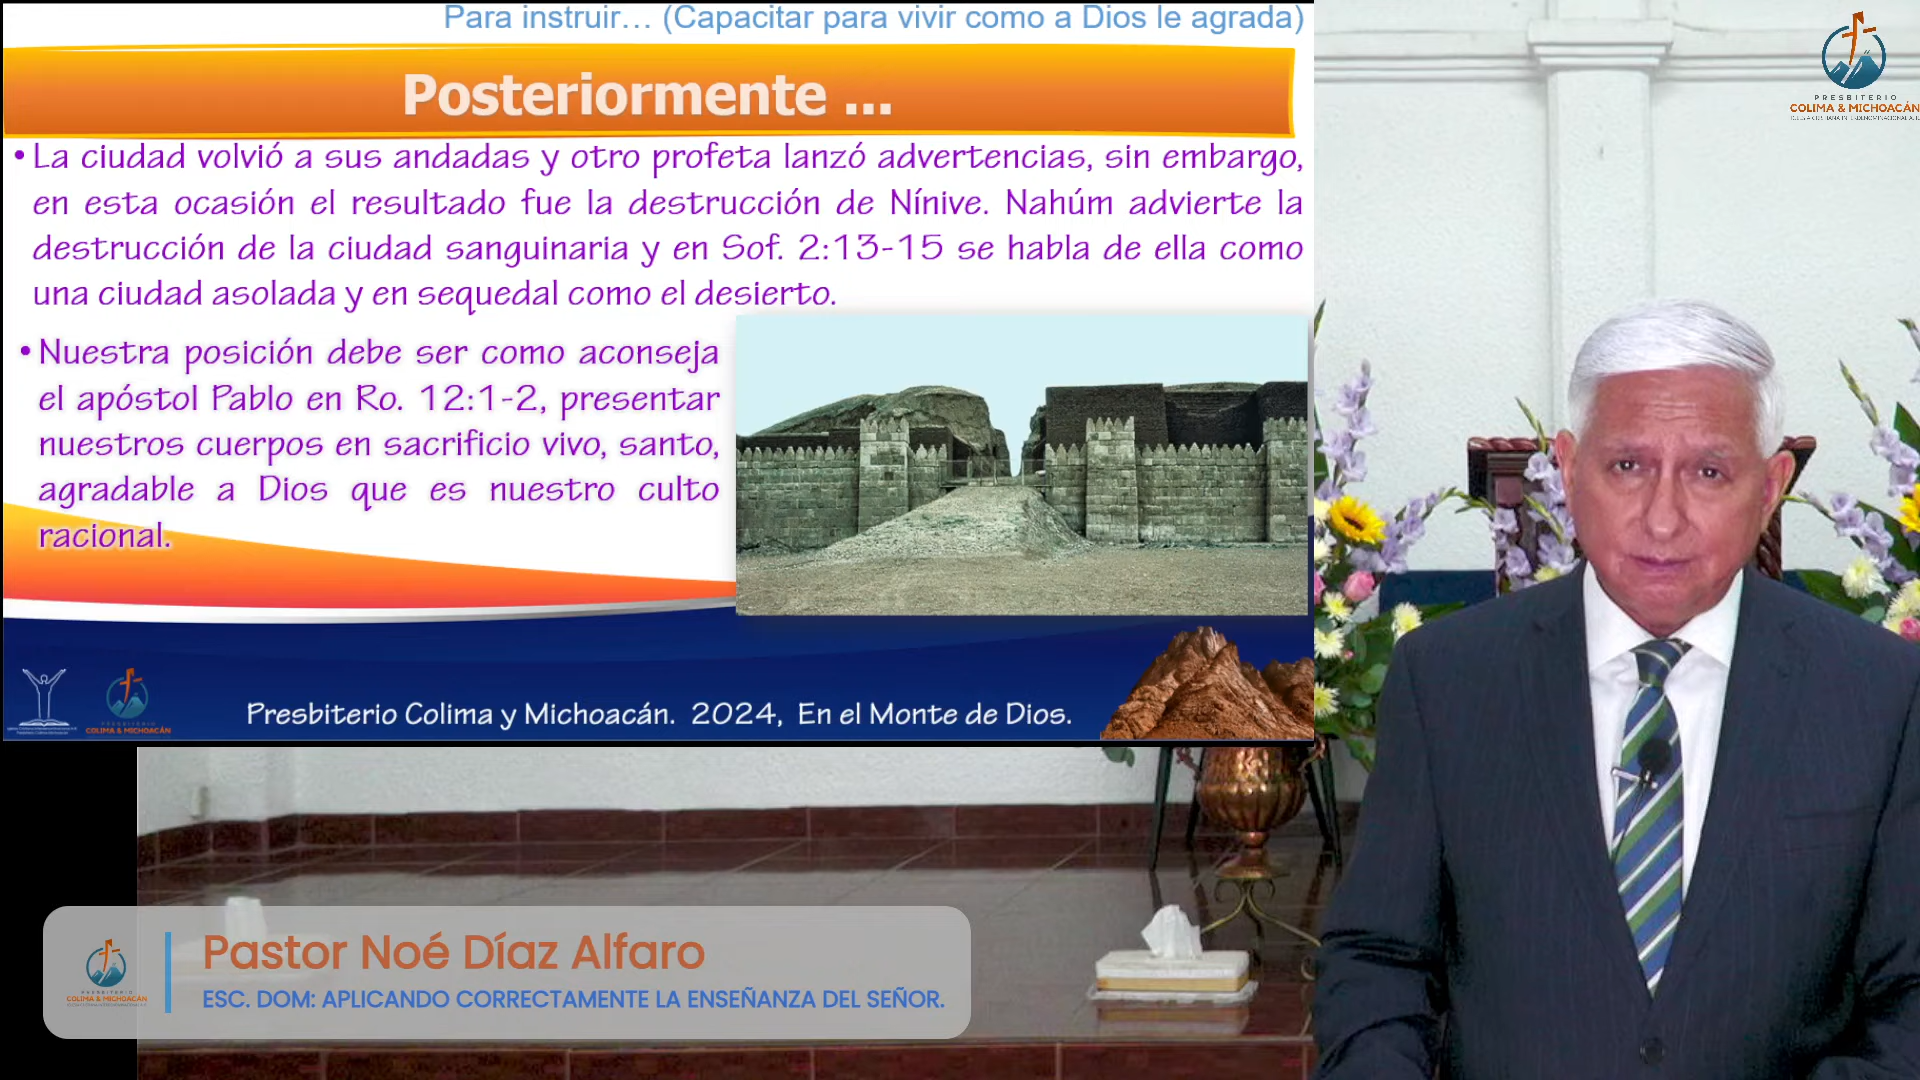 Para instruir… (Capacitar para vivir como a Dios le agrada)
Posteriormente ...
• La ciudad volvió a sus andadas y otro profeta lanzó advertencias, sin embargo,
en esta ocasión el resultado fue la destrucción de Nínive. Nahúm advierte la
destrucción de la ciudad sanguinaria y en Sof. 2:13-15 se habla de ella como
una ciudad asolada y en sequedal como el desierto.
• Nuestra posición debe ser como aconseja
el apóstol Pablo en Ro. 12:1-2, presentar
nuestros cuerpos en sacrificio vivo, santo,
agradable a Dios que es nuestro culto
racional.
COLIMA & MICHOACÁN
Presbiterio Colima y Michoacán. 2024, En el Monte de Dios.
PRESBITERIO
COLIMA & MICHOACÁN
PRESBITERIO
COLIMA & MICHOACÁN
Pastor Noé Díaz Alfaro
ESC. DOM: APLICANDO CORRECTAMENTE LA ENSEÑANZA DEL SEÑOR.